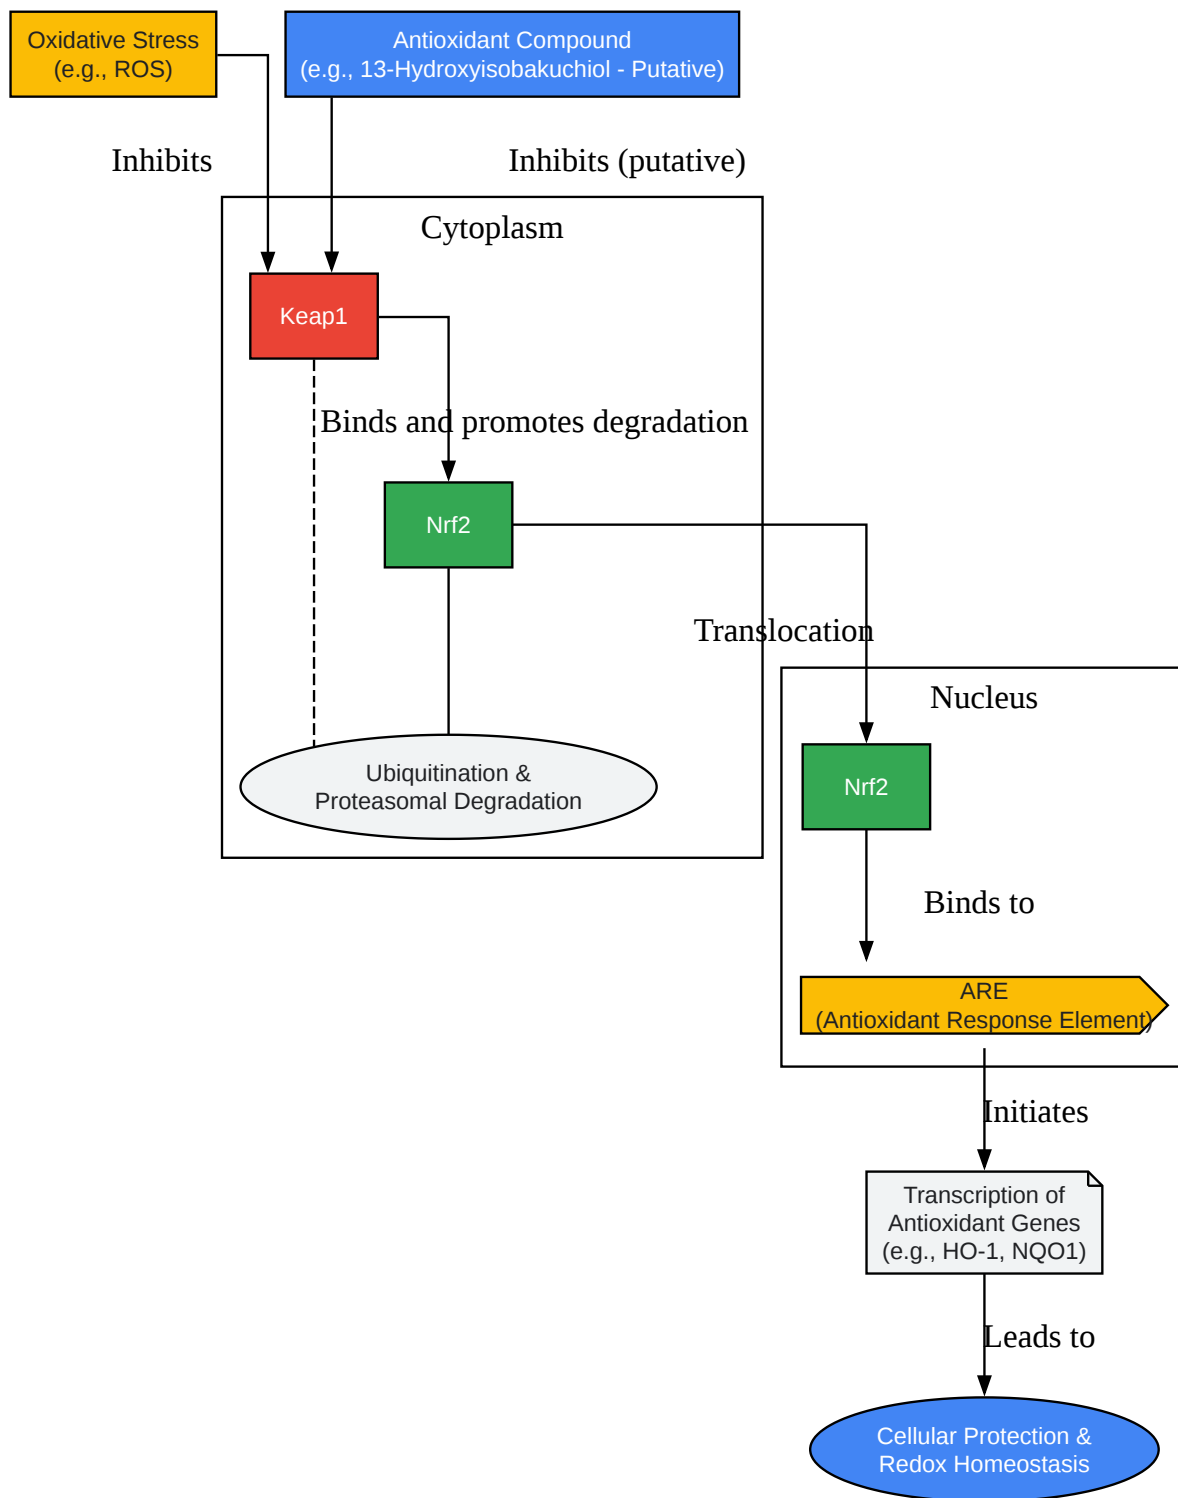 Oxidative Stress
(e.g., ROS)
Antioxidant Compound
(e.g., 13-Hydroxyisobakuchiol - Putative)
Inhibits
Inhibits (putative)
Cytoplasm
Keap1
Binds and promotes degradation
Nrf2
Translocation
Nucleus
Ubiquitination &
Proteasomal Degradation
Nrf2
Binds to
ARE
(Antioxidant Response Element)
Initiates
Transcription of
Antioxidant Genes
(e.g., HO-1, NQO1)
Leads to
Cellular Protection &
Redox Homeostasis